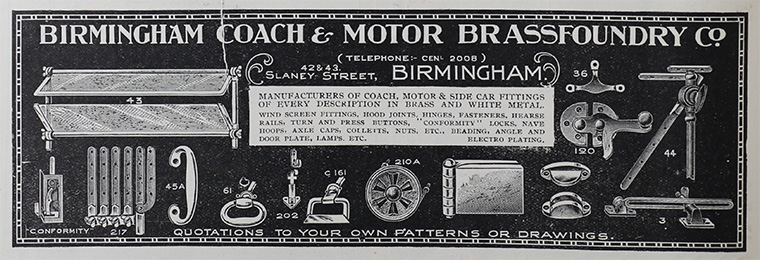 BIRMINGHAM COACH & MOTOR BRASSFOUNDRY Co.
(TELEPHONE:- CENL 2008)
42 & 43.
SLANEY STREET, BIRMINGHAM.
MANUFACTURERS OF COACH, MOTOR & SIDE CAR FITTINGS
OF EVERY DESCRIPTION IN BRASS AND WHITE METAL.
WIND SCREEN FITTINGS, HOOD JOINTS, HINGES, FASTENERS, HEARSE
RAILS, TURN AND PRESS BUTTONS, "CONFORMITY" LOCKS, NAVE
HOOPS, AXLE CAPS, COLLETS, NUTS, ETC., BEADING, ANGLE AND
DOOR PLATE, LAMPS, ETC. ELECTRO PLATING.
43
36
120
44
45A
61
202
C161
210A
3
"CONFORMITY"
217
QUOTATIONS TO YOUR OWN PATTERNS OR DRAWINGS.